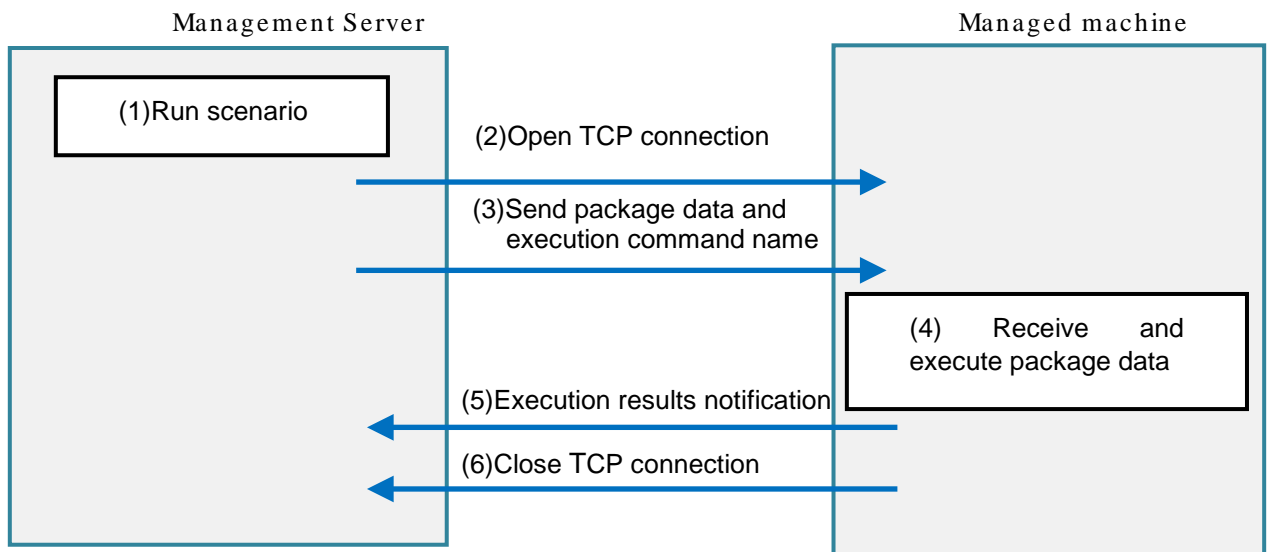 Management Server
Managed machine
(1)Run scenario
(2)Open TCP connection
(3)Send package data and
execution command name
(4) Receive and
execute package data
(5)Execution results notification
(6)Close TCP connection